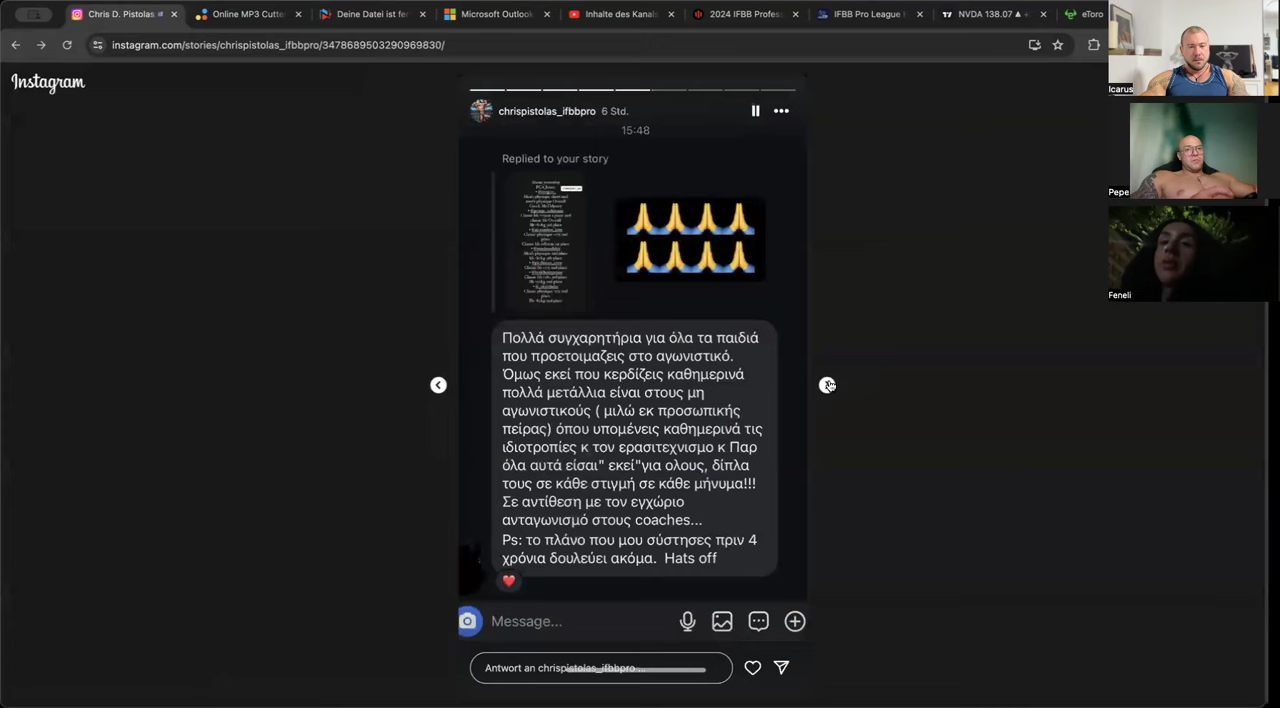 Chris D. Pistolas
Online MP3 Cutte
Deine Datei ist fer
Microsoft Outlook
Inhalte des Kanals
2024 IFBB Profess
IFBB Pro League
NVDA 138.07 ▲ +
eToro
instagram.com/stories/chrispistolas_ifbbpro/3478689503290969830/
Instagram
chrispistolas_ifbbpro 6 Std.
15:48
Replied to your story
Πολλά συγχαρητήρια για όλα τα παιδιά
που προετοιμαζεις στο αγωνιστικό.
Όμως εκεί που κερδίζεις καθημερινά
πολλά μετάλλια είναι στους μη
αγωνιστικούς ( μιλώ εκ προσωπικής
πείρας) όπου υπομένεις καθημερινά τις
ιδιοτροπίες κ τον ερασιτεχνισμο κ Παρ
όλα αυτά είσαι" εκεί"για ολους, δίπλα
τους σε κάθε στιγμή σε κάθε μήνυμα!!!
Σε αντίθεση με τον εγχώριο
ανταγωνισμό στους coaches...
Ps: το πλάνο που μου σύστησες πριν 4
χρόνια δουλεύει ακόμα. Hats off
Message...
Antwort an chrispistolas_ifbbpro ...
Icarus
Pepe
Feneli